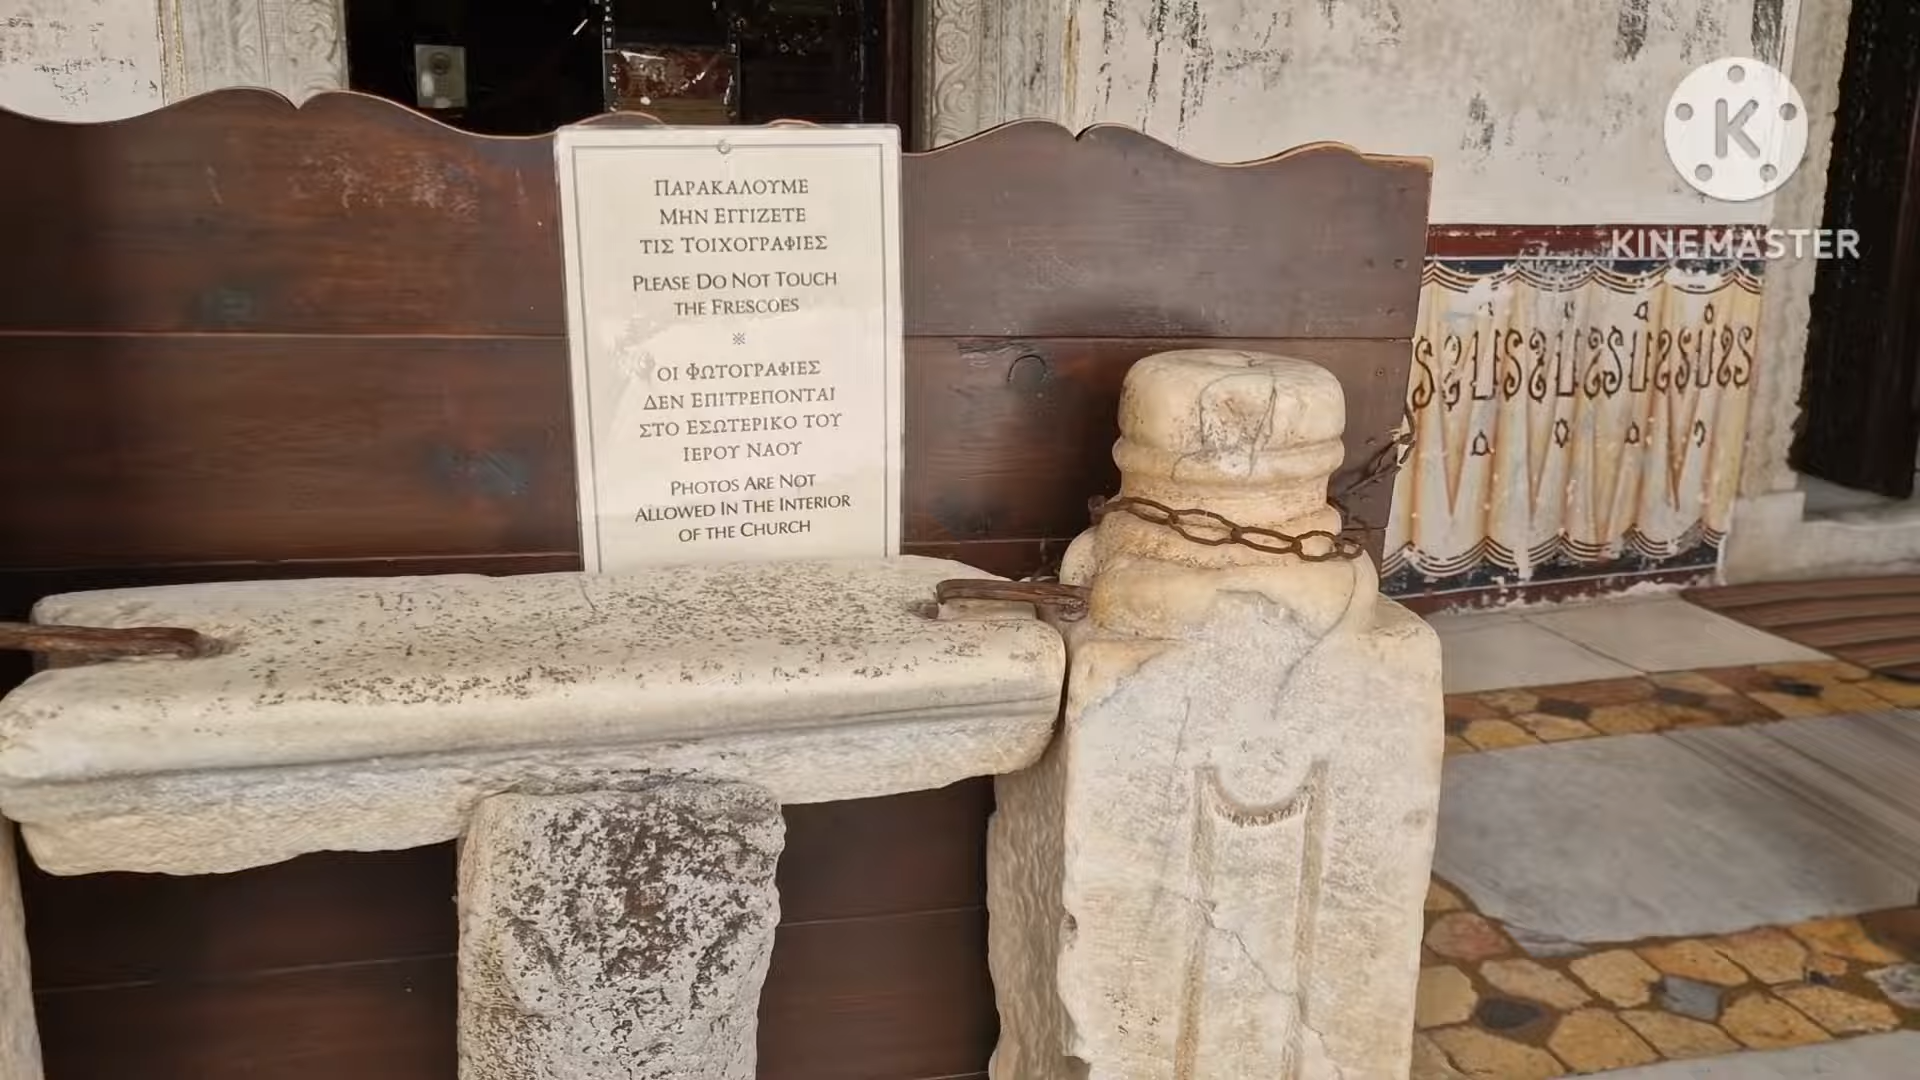 ΠΑΡΑΚΑΛΟΥΜΕ
ΜΗΝ ΕΓΓΙΖΕΤΕ
ΤΙΣ ΤΟΙΧΟΓΡΑΦΙΕΣ
PLEASE DO NOT TOUCH
THE FRESCOES
※
ΟΙ ΦΩΤΟΓΡΑΦΙΕΣ
ΔΕΝ ΕΠΙΤΡΕΠΟΝΤΑΙ
ΣΤΟ ΕΣΩΤΕΡΙΚΟ ΤΟΥ
ΙΕΡΟΥ ΝΑΟΥ
PHOTOS ARE NOT
ALLOWED IN THE INTERIOR
OF THE CHURCH
K
KINEMASTER